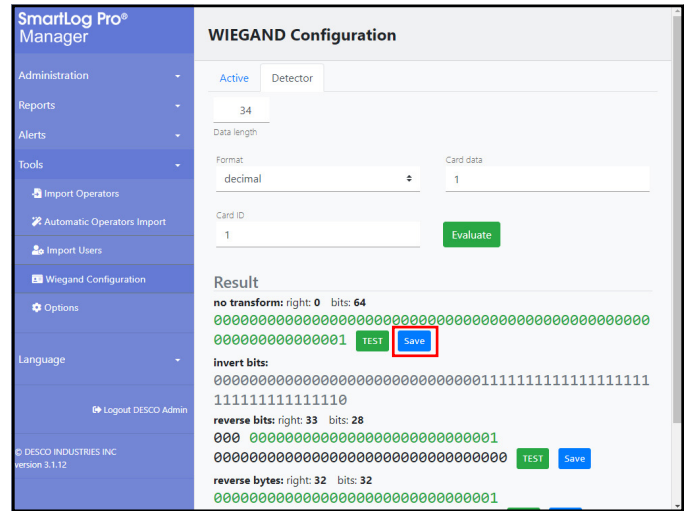 SmartLog Pro®
Manager
Administration
Reports
Alerts
Tools
Import Operators
Automatic Operators Import
Import Users
Wiegand Configuration
Options
Language
Logout DESCO Admin
© DESCO INDUSTRIES INC
version 3.1.12
WIEGAND Configuration
Active Detector
34
Data length
Format Card data
decimal 1
Card ID
1 Evaluate
Result
no transform: right: 0 bits: 64
00000000000000000000000000000000000000000000000000
000000000000001 TEST Save
invert bits:
00000000000000000000000000000001111111111111111111
111111111111110
reverse bits: right: 33 bits: 28
000 0000000000000000000000000001
0000000000000000000000000000000000 TEST Save
reverse bytes: right: 32 bits: 32
00000000000000000000000000000001